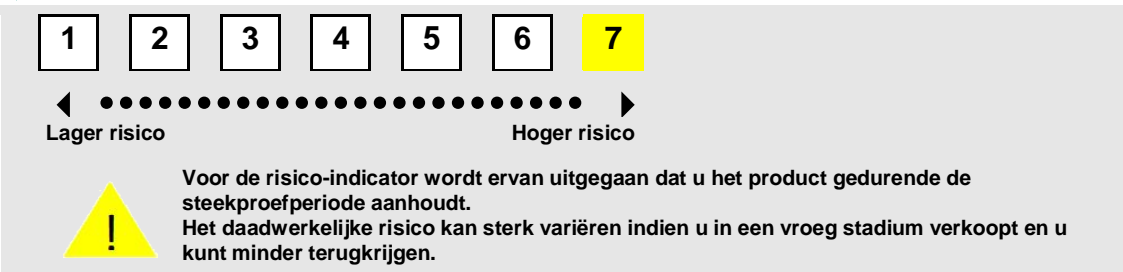 1 2 3 4 5 6 7
Lager risico Hoger risico
!
Voor de risico-indicator wordt ervan uitgegaan dat u het product gedurende de
steekproefperiode aanhoudt.
Het daadwerkelijke risico kan sterk variëren indien u in een vroeg stadium verkoopt en u
kunt minder terugkrijgen.